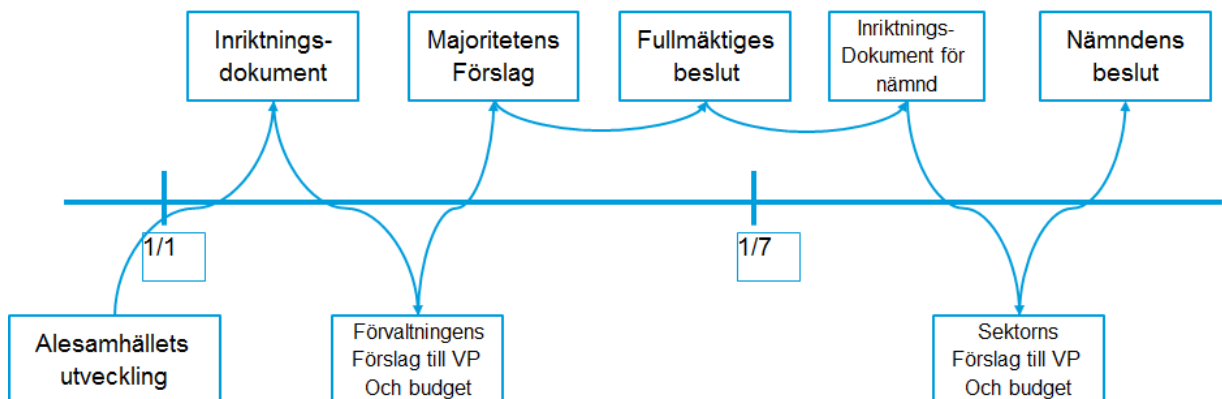 Inriktnings-
dokument
Majoritetens
Förslag
Fullmäktiges
beslut
Inriktnings-
Dokument för
nämnd
Nämndens
beslut
1/1
1/7
Alesamhällets
utveckling
Förvaltningens
Förslag till VP
Och budget
Sektorns
Förslag till VP
Och budget